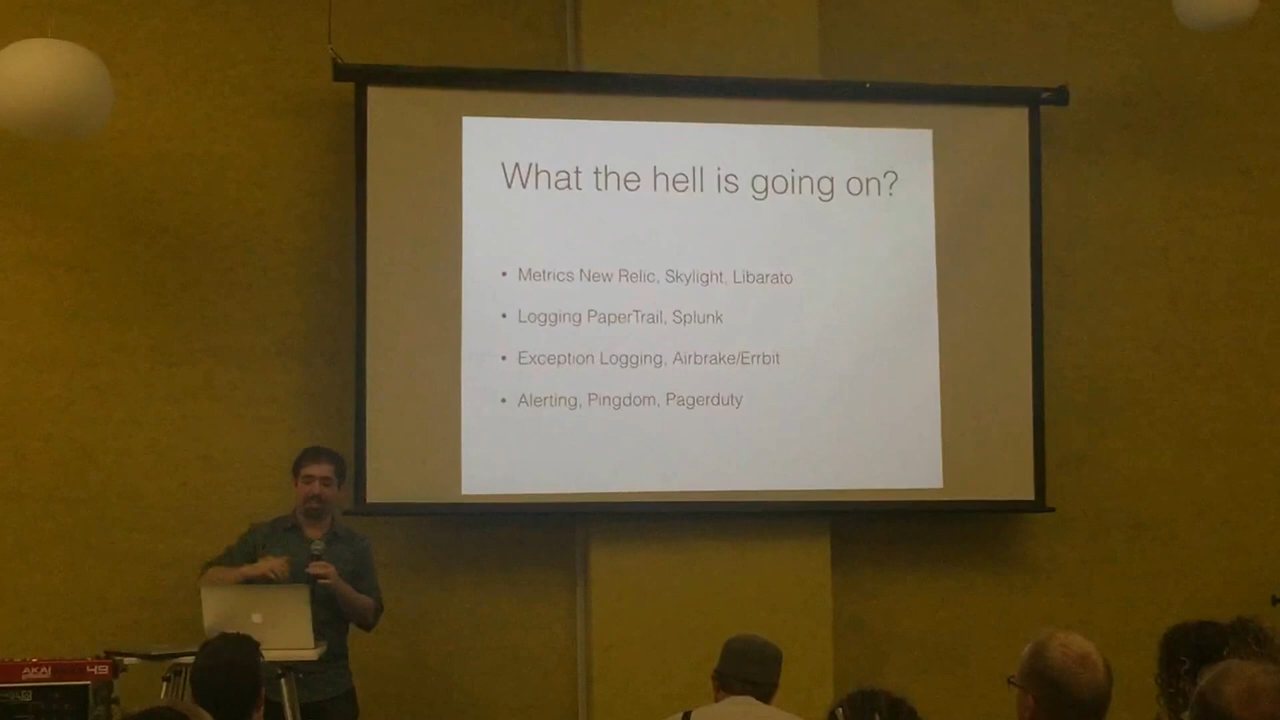 What the hell is going on?
• Metrics New Relic, Skylight, Libarato
• Logging PaperTrail, Splunk
• Exception Logging, Airbrake/Errbit
• Alerting, Pingdom, Pagerduty
AKAI 49